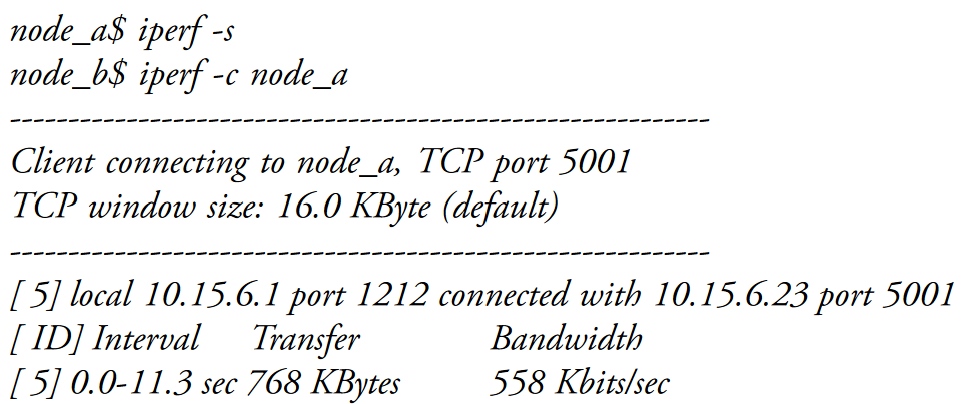 node_a$ iperf -s
node_b$ iperf -c node_a
------------------------------------------------------------
Client connecting to node_a, TCP port 5001
TCP window size: 16.0 KByte (default)
------------------------------------------------------------
[ 5] local 10.15.6.1 port 1212 connected with 10.15.6.23 port 5001
[ ID] Interval Transfer Bandwidth
[ 5] 0.0-11.3 sec 768 KBytes 558 Kbits/sec